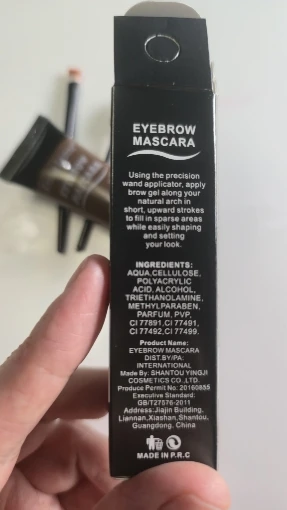 EYEBROW
MASCARA
Using the precision
wand applicator, apply
brow gel along your
natural arch in
short, upward strokes
to fill in sparse areas
while easily shaping
and setting
your look.
INGREDIENTS:
AQUA,CELLULOSE,
POLYACRYLIC
ACID, ALCOHOL,
TRIETHANOLAMINE,
METHYLPARABEN,
PARFUM, PVP,
CI 77891,CI 77491,
CI 77492,CI 77499.
Product Name:
EYEBROW MASCARA
DIST.BY/PA:
INTERNATIONAL
Made By: SHANTOU YINGJI
COSMETICS CO.,LTD.
Produce Permit No: 20160855
Executive Standard:
GB/T27576-2011
Address:Jiajin Building,
Liannan,Xiashan,Shantou,
Guangdong, China
MADE IN P.R.C